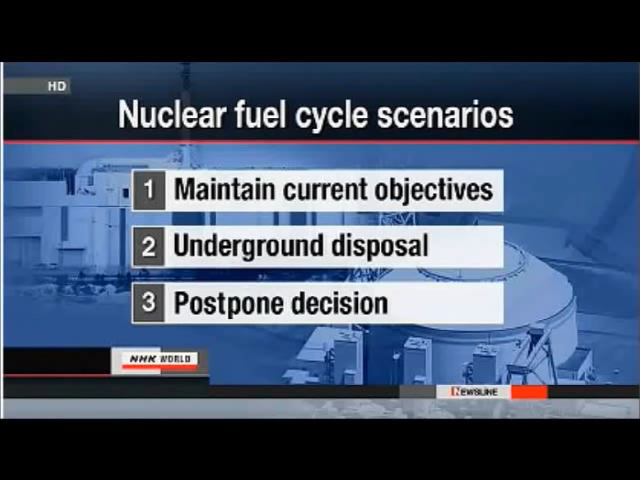 HD
Nuclear fuel cycle scenarios
1 Maintain current objectives
2 Underground disposal
3 Postpone decision
NHK WORLD
NEWSLINE